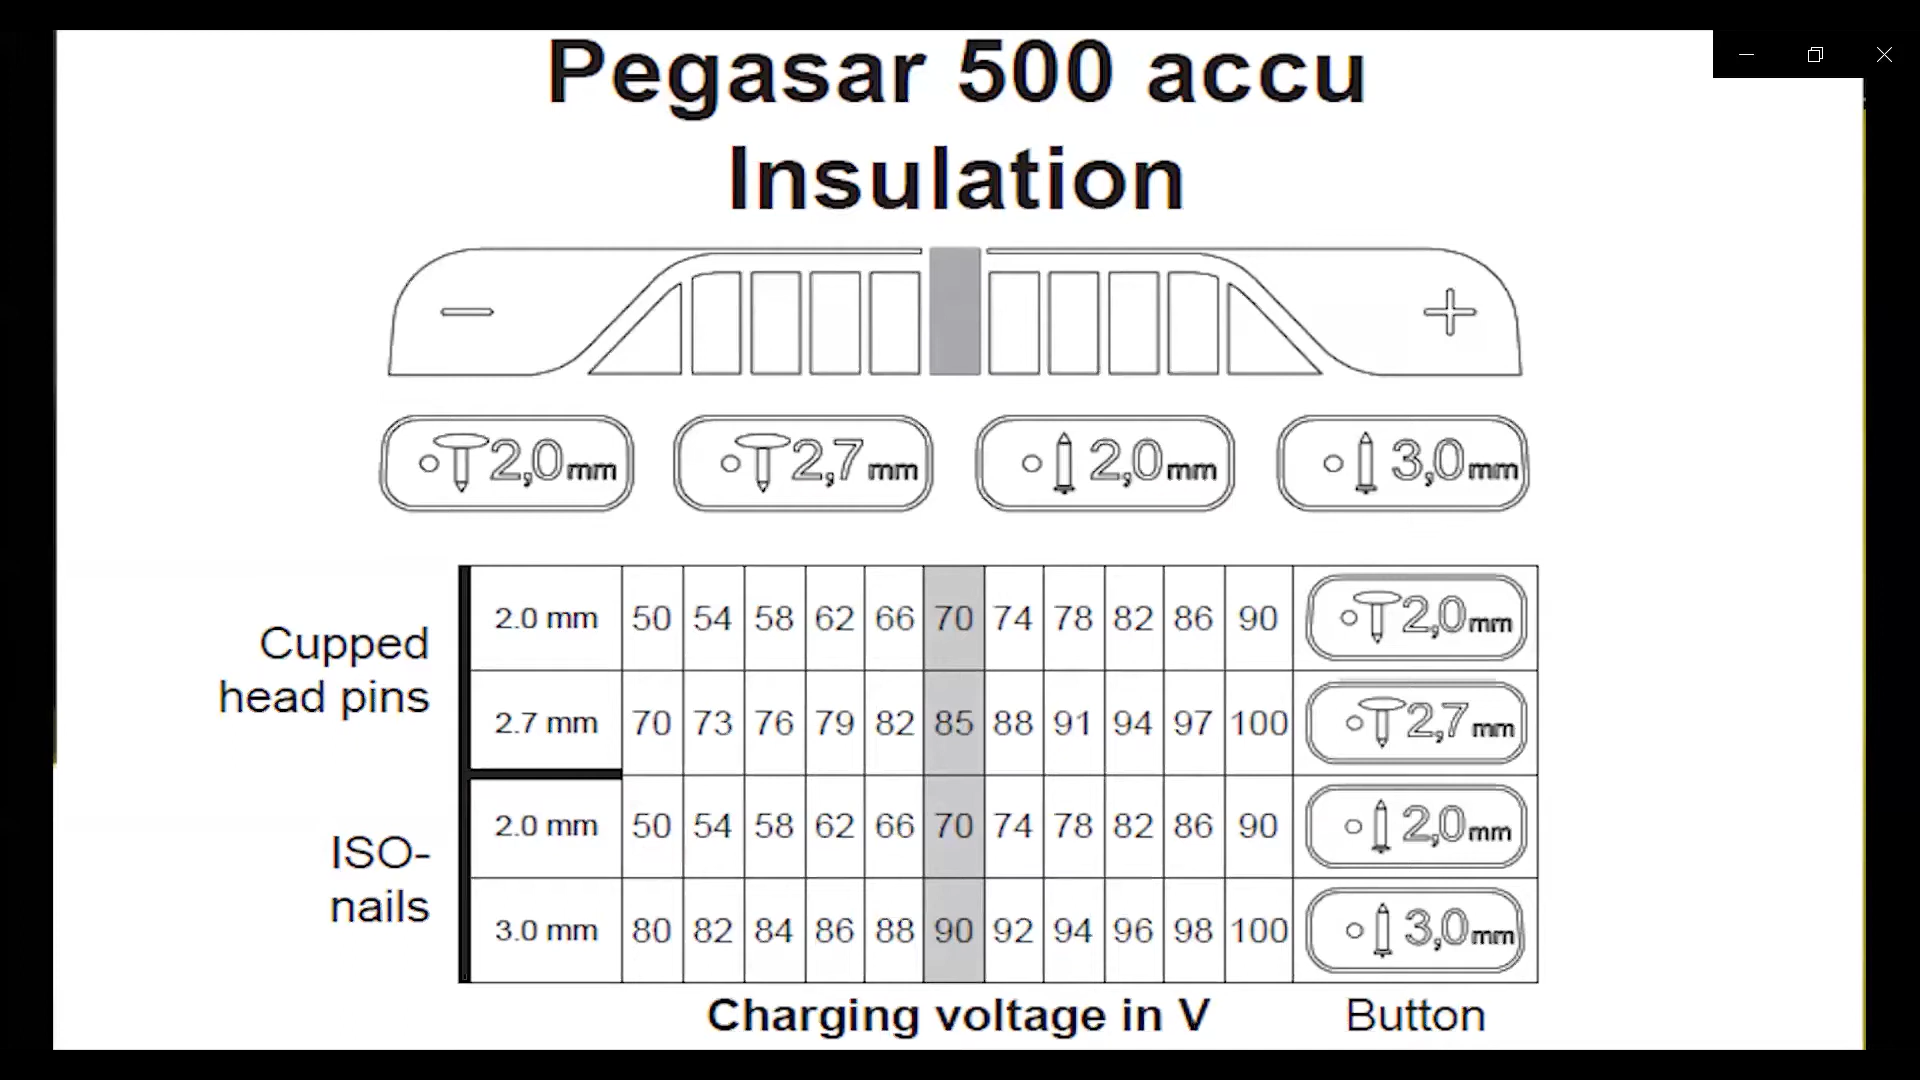 Pegasar 500 accu
Insulation
− +
2,0 mm 2,7 mm 2,0 mm 3,0 mm
Cupped
head pins
2.0 mm 50 54 58 62 66 70 74 78 82 86 90 2,0 mm
2.7 mm 70 73 76 79 82 85 88 91 94 97 100 2,7 mm
ISO-
nails
2.0 mm 50 54 58 62 66 70 74 78 82 86 90 2,0 mm
3.0 mm 80 82 84 86 88 90 92 94 96 98 100 3,0 mm
Charging voltage in V Button